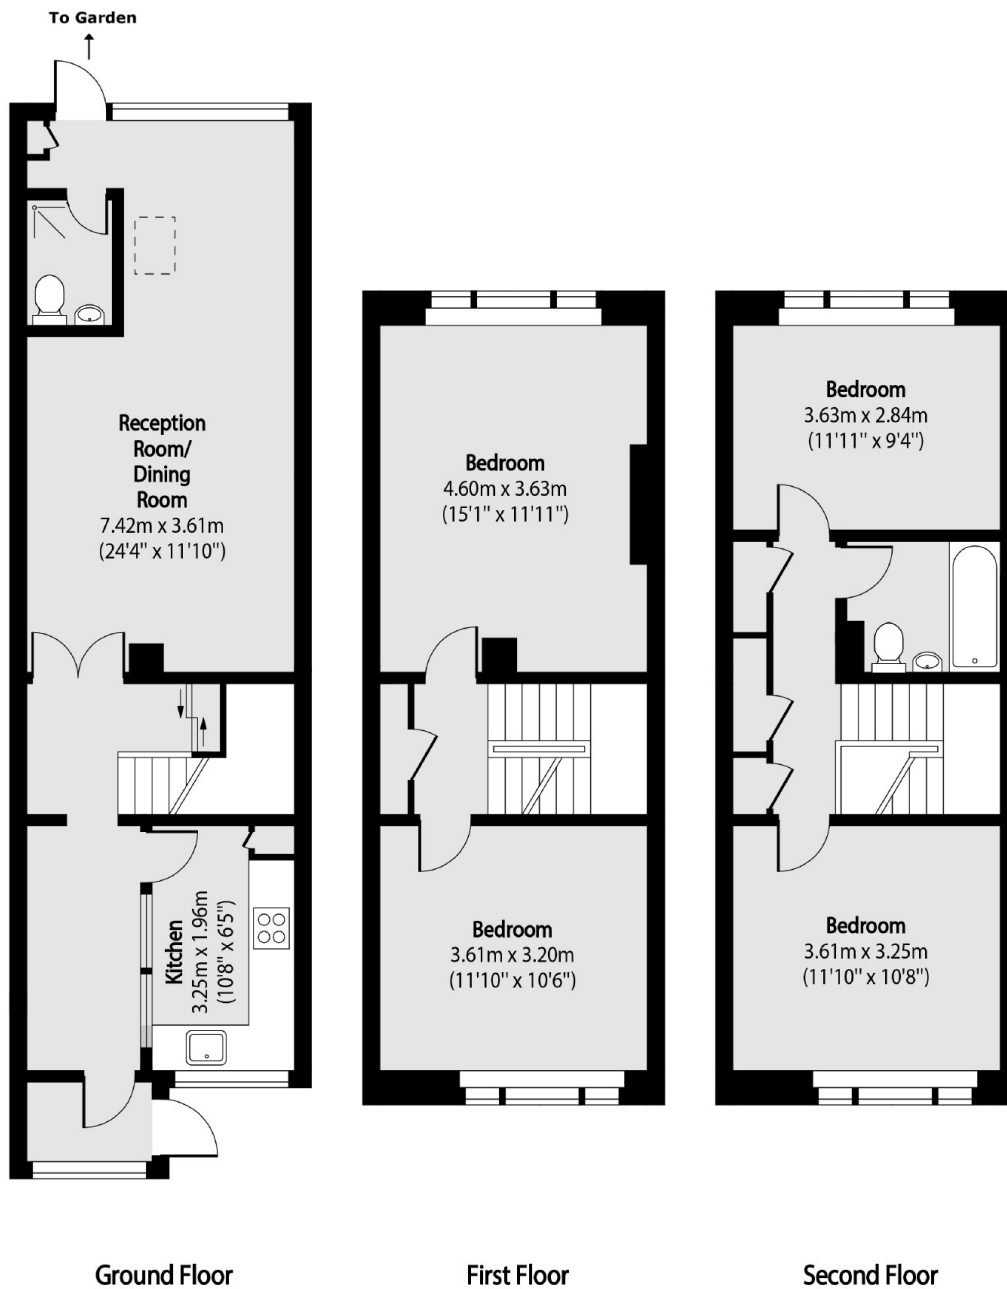 To Garden
Reception
Room/
Dining
Room
7.42m x 3.61m
(24'4" x 11'10")
Kitchen
3.25m x 1.96m
(10'8" x 6'5")
Bedroom
4.60m x 3.63m
(15'1" x 11'11")
Bedroom
3.61m x 3.20m
(11'10" x 10'6")
Bedroom
3.63m x 2.84m
(11'11" x 9'4")
Bedroom
3.61m x 3.25m
(11'10" x 10'8")
Ground Floor
First Floor
Second Floor